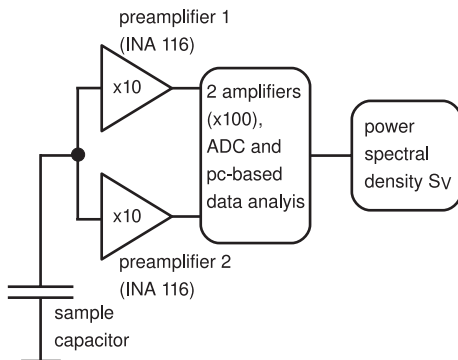 preamplifier 1
(INA 116)
x10
2 amplifiers
(x100),
ADC and
pc-based
data analyis
power
spectral
density SV
x10
preamplifier 2
(INA 116)
sample
capacitor